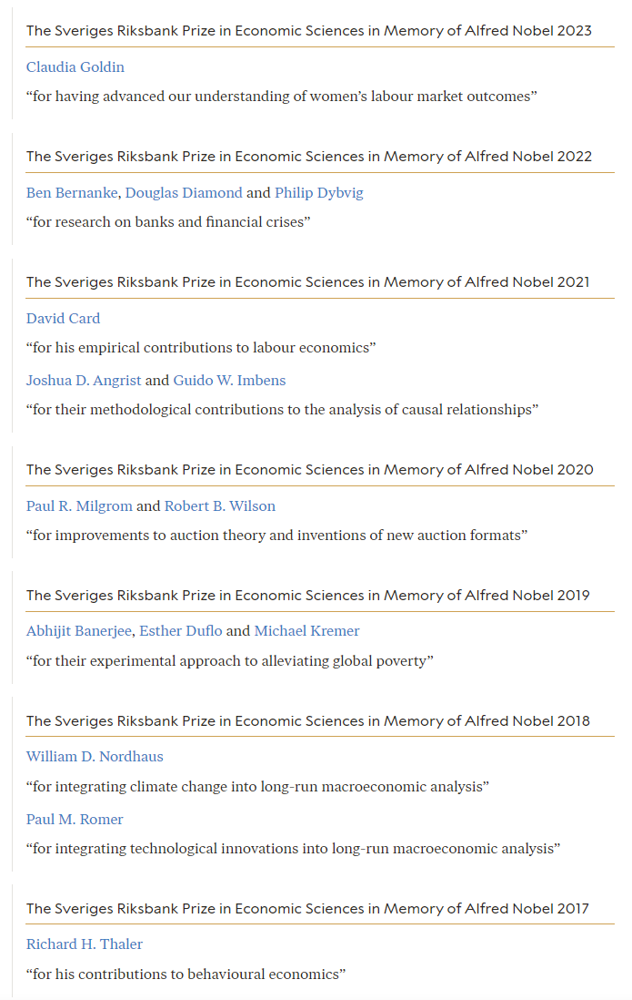 The Sveriges Riksbank Prize in Economic Sciences in Memory of Alfred Nobel 2023
Claudia Goldin
“for having advanced our understanding of women’s labour market outcomes”
The Sveriges Riksbank Prize in Economic Sciences in Memory of Alfred Nobel 2022
Ben Bernanke, Douglas Diamond and Philip Dybvig
“for research on banks and financial crises”
The Sveriges Riksbank Prize in Economic Sciences in Memory of Alfred Nobel 2021
David Card
“for his empirical contributions to labour economics”
Joshua D. Angrist and Guido W. Imbens
“for their methodological contributions to the analysis of causal relationships”
The Sveriges Riksbank Prize in Economic Sciences in Memory of Alfred Nobel 2020
Paul R. Milgrom and Robert B. Wilson
“for improvements to auction theory and inventions of new auction formats”
The Sveriges Riksbank Prize in Economic Sciences in Memory of Alfred Nobel 2019
Abhijit Banerjee, Esther Duflo and Michael Kremer
“for their experimental approach to alleviating global poverty”
The Sveriges Riksbank Prize in Economic Sciences in Memory of Alfred Nobel 2018
William D. Nordhaus
“for integrating climate change into long-run macroeconomic analysis”
Paul M. Romer
“for integrating technological innovations into long-run macroeconomic analysis”
The Sveriges Riksbank Prize in Economic Sciences in Memory of Alfred Nobel 2017
Richard H. Thaler
“for his contributions to behavioural economics”